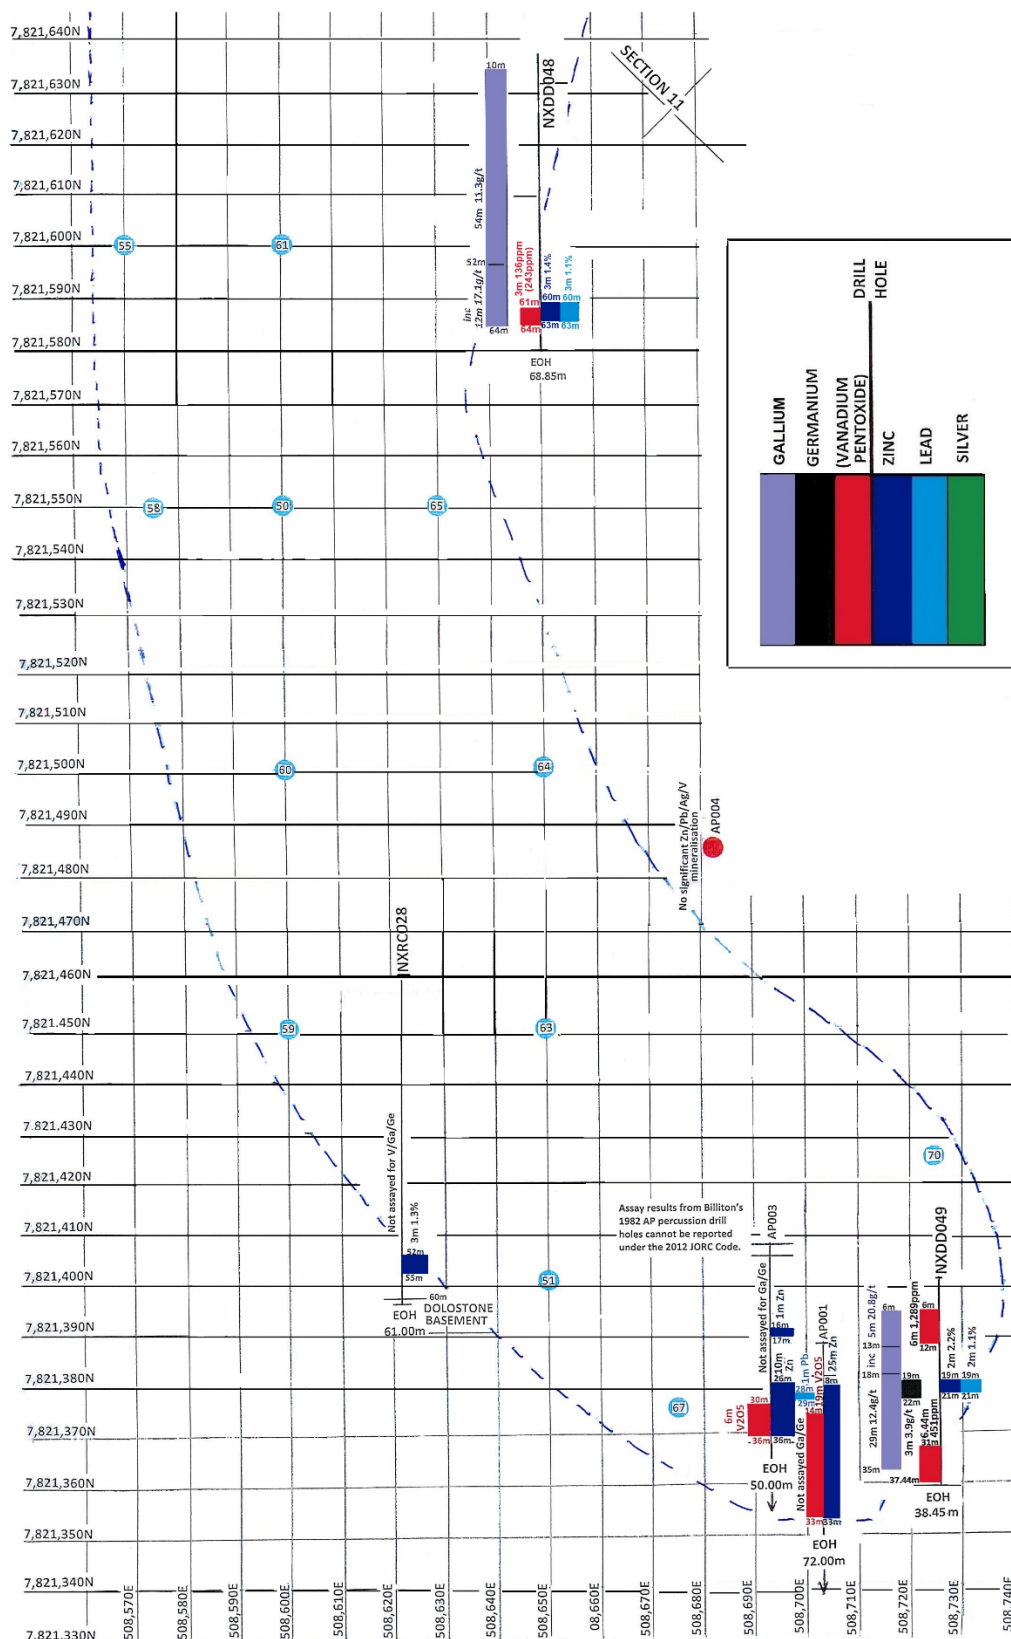 7,821,640N
7,821,630N
7,821,620N
7,821,610N
7,821,600N
7,821,590N
7,821,580N
7,821,570N
7,821,560N
7,821,550N
7,821,540N
7,821,530N
7,821,520N
7,821,510N
7,821,500N
7,821,490N
7,821,480N
7,821,470N
7,821,460N
7,821.450N
7,821,440N
7.821,430N
7,821,420N
7,821,410N
7,821,400N
7,821,390N
7,821,380N
7,821,370N
7,821,360N
7,821,350N
7,821,340N
7,821.330N
SECTION 11
NXDD048
10m
54m 11.3g/t
52m
inc
12m 17.1g/t
64m
3m 136ppm
(243ppm)
61m
64m
3m 1.4%
60m
63m
3m 1.1%
60m
63m
EOH
68.85m
55
61
58
50
65
60
64
59
63
70
51
67
DRILL
HOLE
GALLIUM
GERMANIUM
(VANADIUM
PENTOXIDE)
ZINC
LEAD
SILVER
No significant Zn/Pb/Ag/V
mineralisation
AP004
NXRC028
Not assayed for V/Ga/Ge
3m 1.3%
52m
55m
60m
EOH
61.00m
DOLOSTONE
BASEMENT
Assay results from Billiton's
1982 AP percussion drill
holes cannot be reported
under the 2012 JORC Code.
AP003
Not assayed for Ga/Ge
1m Zn
16m
17m
10m
Zn
26m
36m
30m
6m
V2O5
36m
EOH
50.00m
1m Pb
28m
29m
AP001
19m V2O5
14m
33m
25m Zn
8m
33m
Not assayed Ga/Ge
EOH
72.00m
NXDD49
6m
inc 5m 20.8g/t
13m
18m
29m 12.4g/t
35m
19m
22m
3m 3.9g/t
6m
6m 1,289ppm
12m
6.44m
451ppm
31m
37.44m
2m 2.2%
19m
21m
2m 1.1%
19m
21m
EOH
38.45m
508,570E
508,580E
508,590E
508,600E
508,620E
508,630E
508,650E
08,660E
508,670E
508,680E
508,690E
508,700E
508,710E
508,720E
508,730E
508,740E